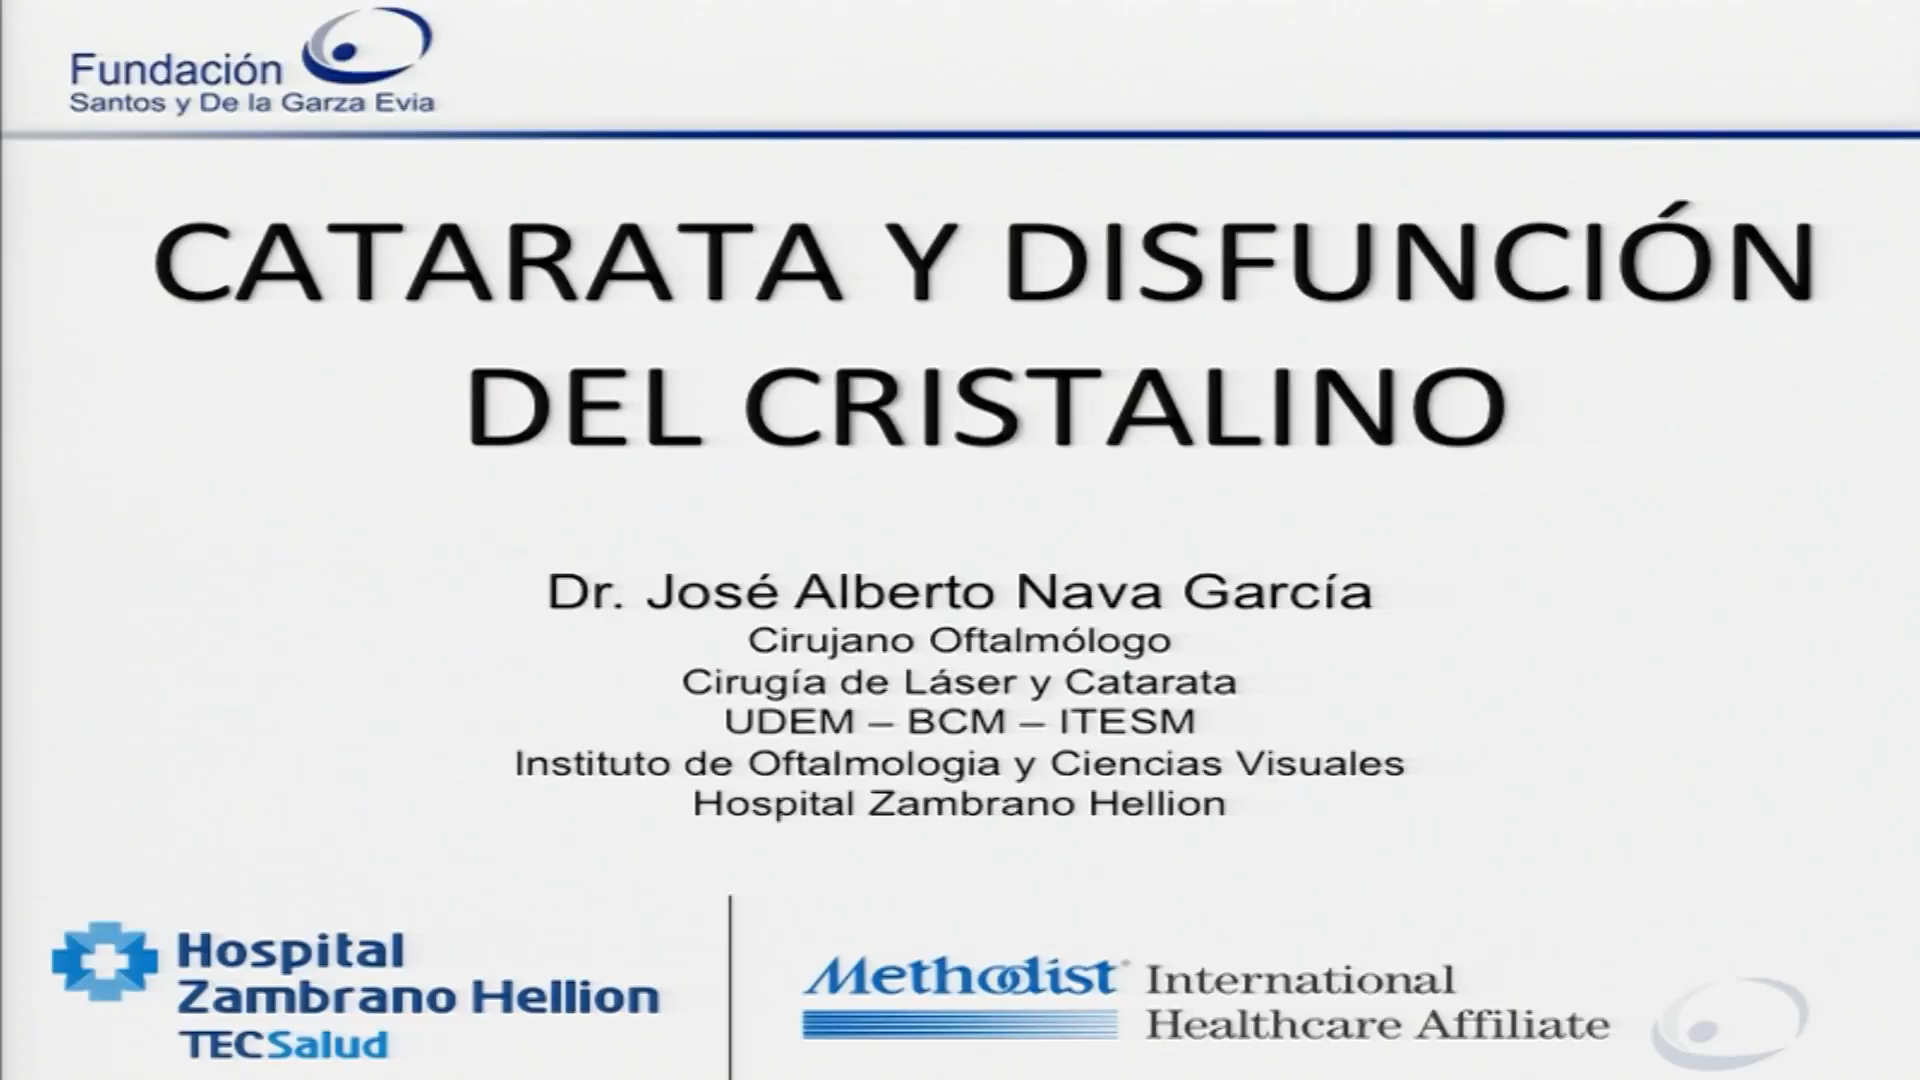 Fundación
Santos y De la Garza Evia
CATARATA Y DISFUNCIÓN
DEL CRISTALINO
Dr. José Alberto Nava García
Cirujano Oftalmólogo
Cirugía de Láser y Catarata
UDEM – BCM – ITESM
Instituto de Oftalmologia y Ciencias Visuales
Hospital Zambrano Hellion
Hospital
Zambrano Hellion
TECSalud
Methodist International
Healthcare Affiliate